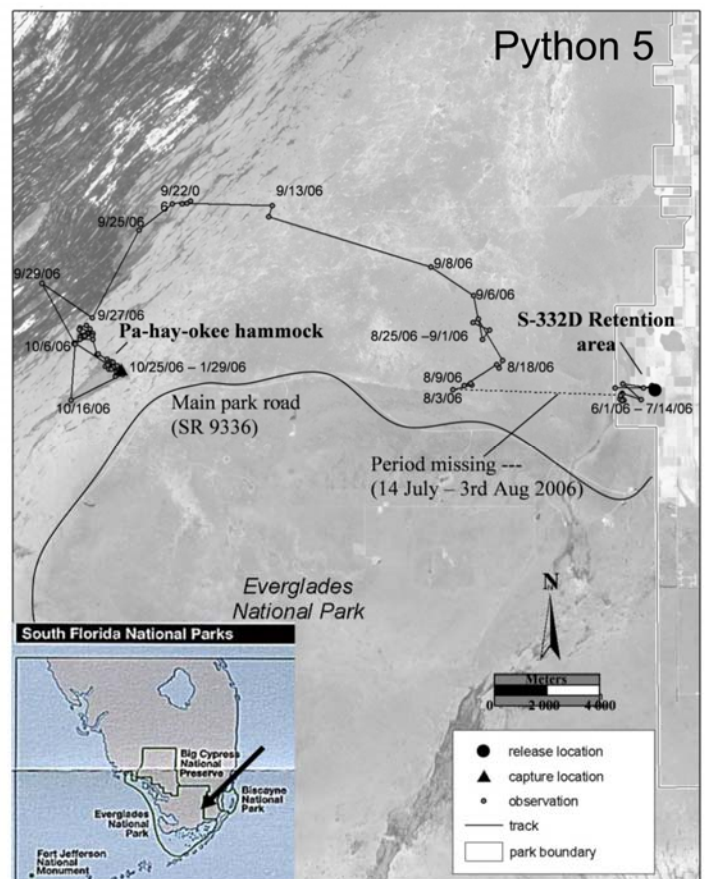 Python 5
9/22/0
6
9/13/06
9/25/06
9/29/06
9/8/06
9/6/06
9/27/06
Pa-hay-okee hammock
S-332D Retention
area
8/25/06 –9/1/06
10/6/06
10/25/06 – 1/29/06
8/18/06
8/9/06
8/3/06
6/1/06 – 7/14/06
10/16/06
Main park road
(SR 9336)
Period missing ---
(14 July – 3rd Aug 2006)
Everglades
National Park
N
Meters
0 2 000 4 000
South Florida National Parks
Big Cypress
National
Preserve
Biscayne
National
Park
Everglades
National
Park
Fort Jefferson
National
Monument
release location
capture location
observation
track
park boundary